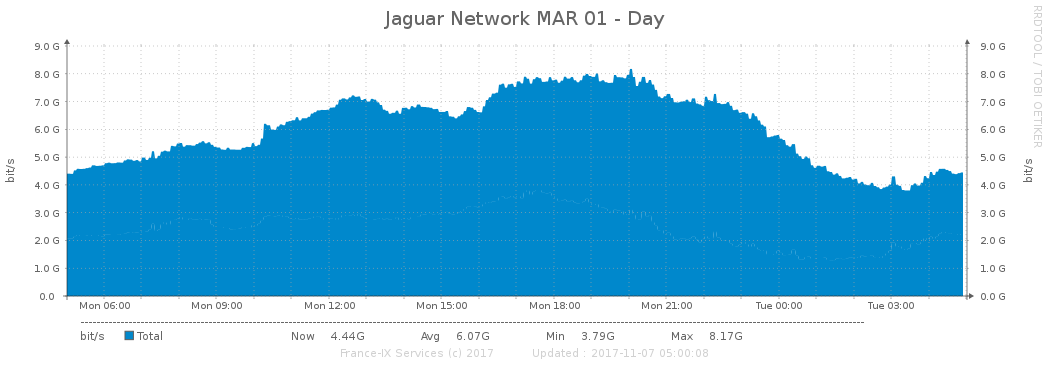 Jaguar Network MAR 01 - Day
RRDTOOL / TOBI OETIKER
bit/s
9.0 G 9.0 G
8.0 G 8.0 G
7.0 G 7.0 G
6.0 G 6.0 G
5.0 G 5.0 G
4.0 G 4.0 G
3.0 G 3.0 G
2.0 G 2.0 G
1.0 G 1.0 G
0.0 0.0 G
bit/s
Mon 06:00 Mon 09:00 Mon 12:00 Mon 15:00 Mon 18:00 Mon 21:00 Tue 00:00 Tue 03:00
bit/s Total Now 4.44G Avg 6.07G Min 3.79G Max 8.17G
France-IX Services (c) 2017 Updated : 2017-11-07 05:00:08